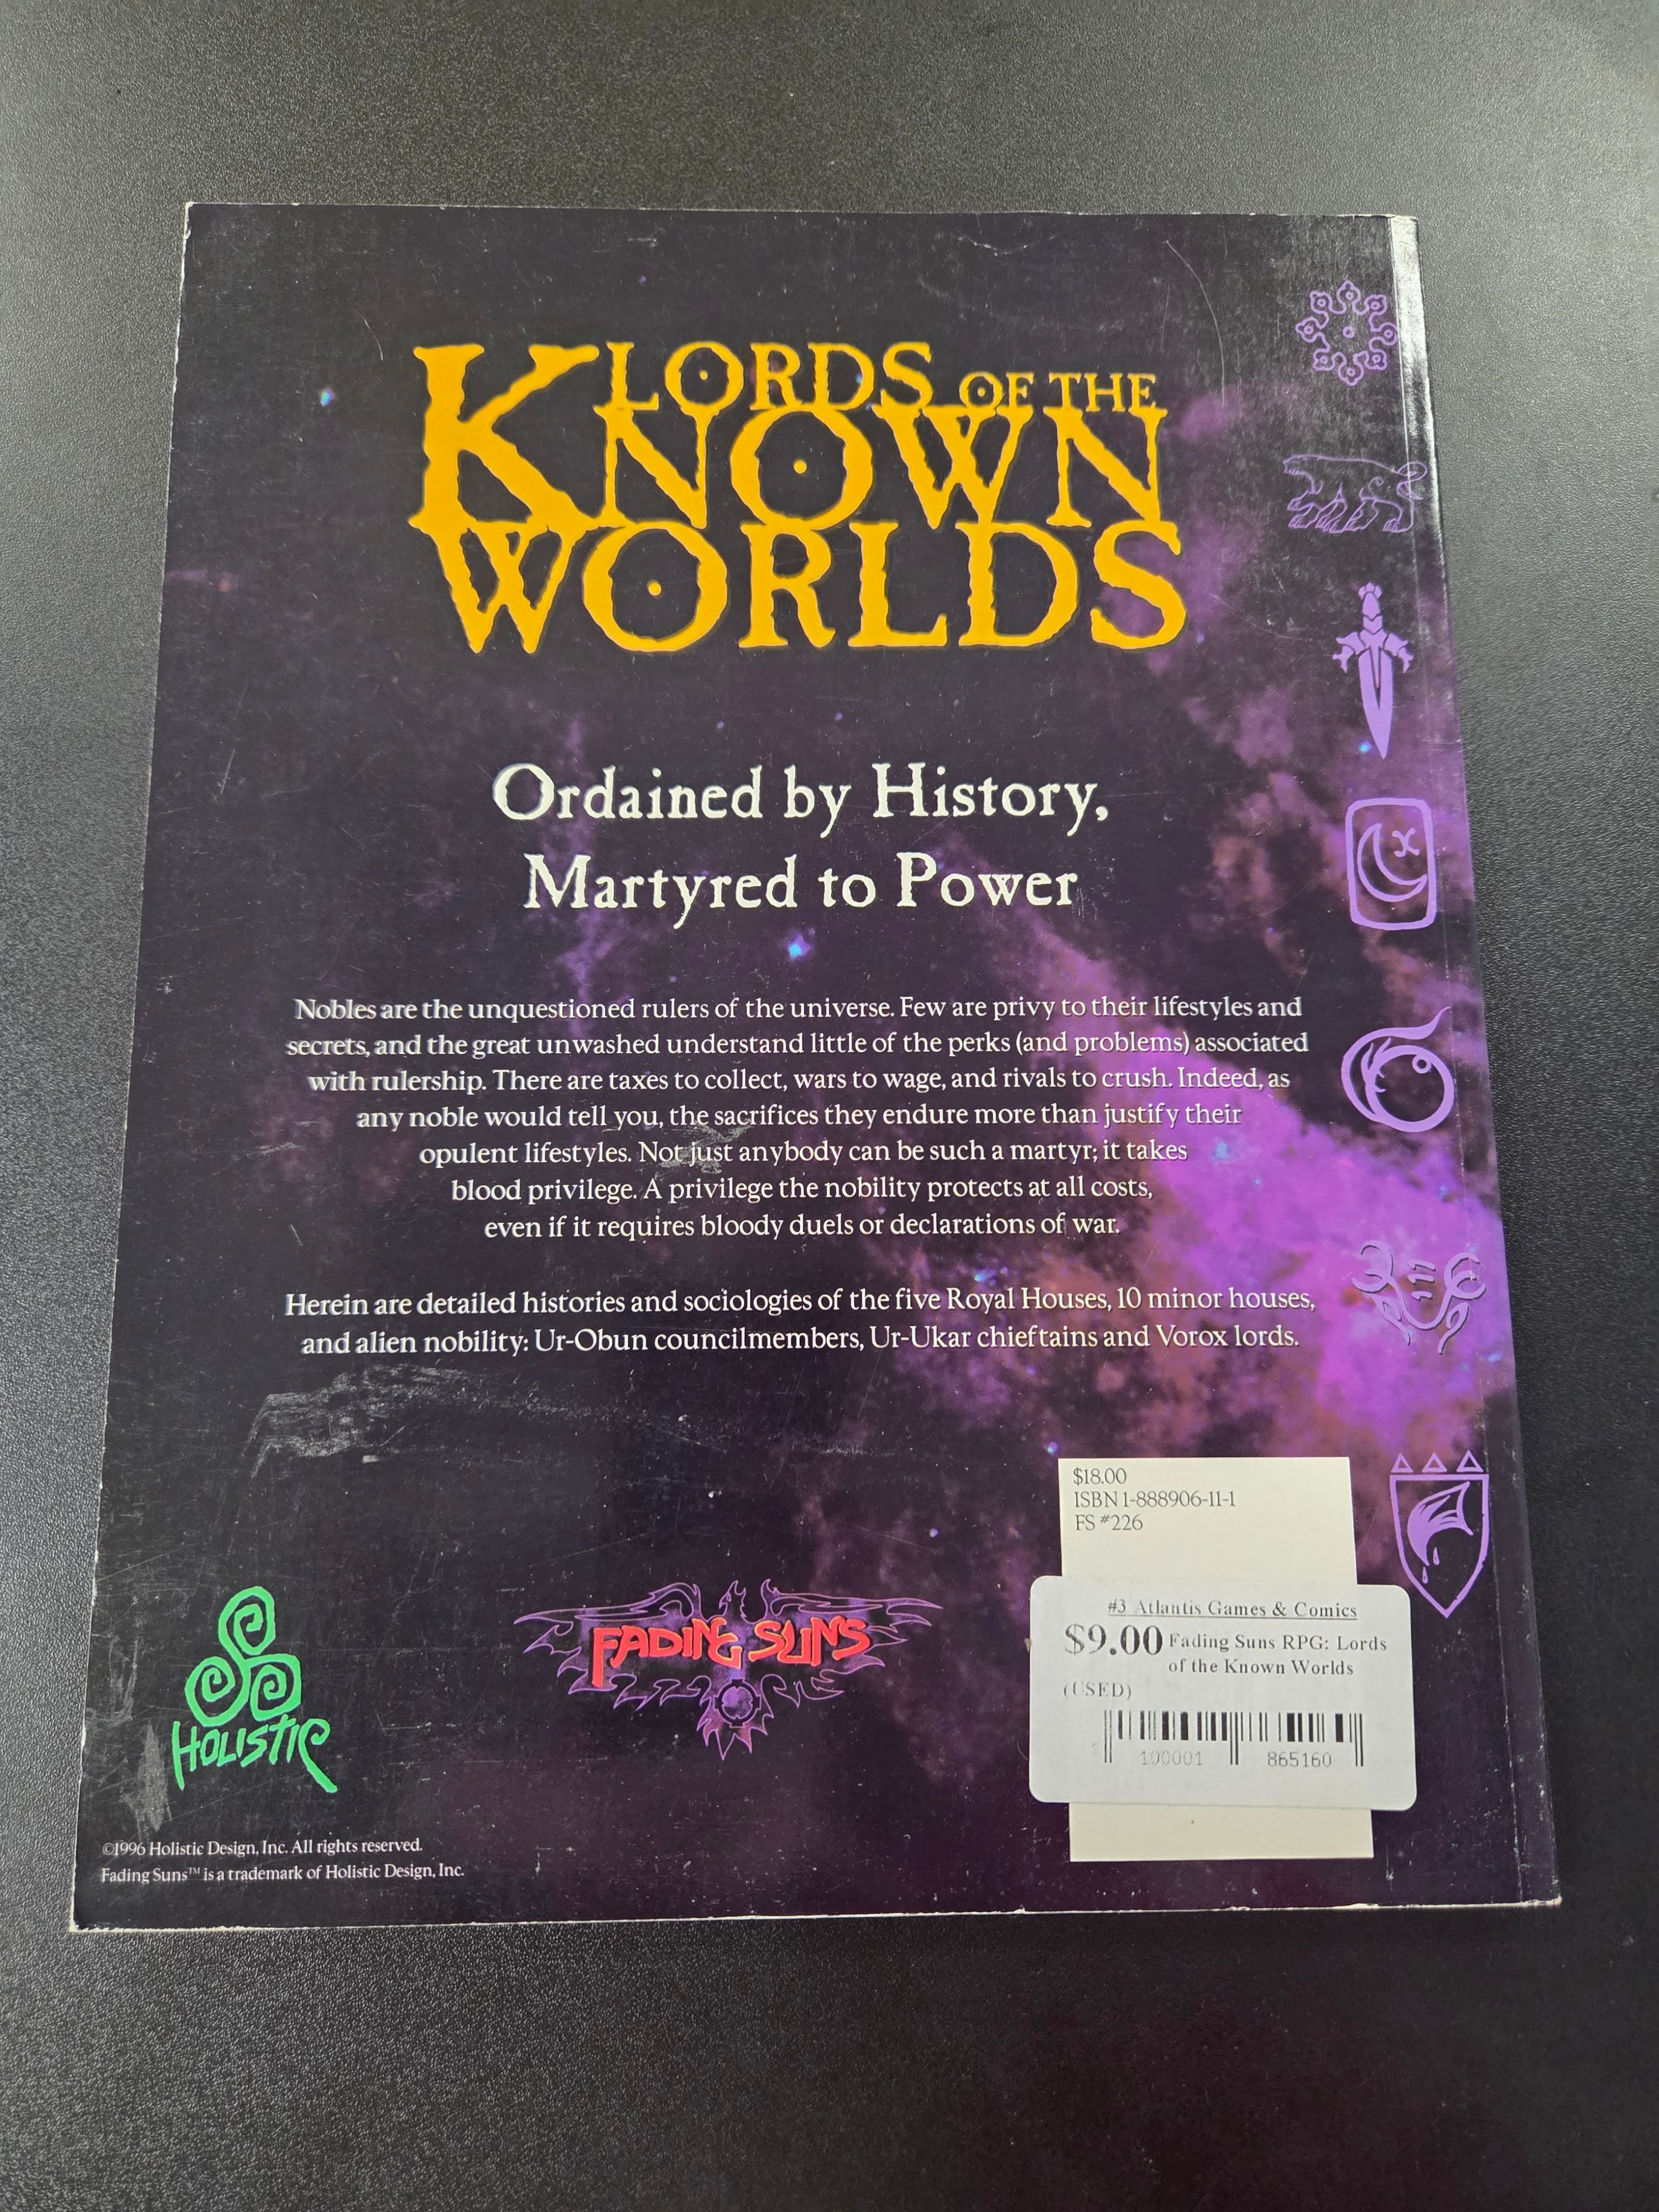 LORDS OF THE
KNOWN
WORLDS
Ordained by History,
Martyred to Power
Nobles are the unquestioned rulers of the universe. Few are privy to their lifestyles and
secrets, and the great unwashed understand little of the perks (and problems) associated
with rulership. There are taxes to collect, wars to wage, and rivals to crush. Indeed, as
any noble would tell you, the sacrifices they endure more than justify their
opulent lifestyles. Not just anybody can be such a martyr; it takes
blood privilege. A privilege the nobility protects at all costs,
even if it requires bloody duels or declarations of war.
Herein are detailed histories and sociologies of the five Royal Houses, 10 minor houses,
and alien nobility: Ur-Obun councilmembers, Ur-Ukar chieftains and Vorox lords.
$18.00
ISBN 1-888906-11-1
FS #226
#3 Atlantis Games & Comics
$9.00 Fading Suns RPG: Lords
of the Known Worlds
(USED)
100001 865160
FADING SUNS
HOLISTIC
©1996 Holistic Design, Inc. All rights reserved.
Fading Suns™ is a trademark of Holistic Design, Inc.